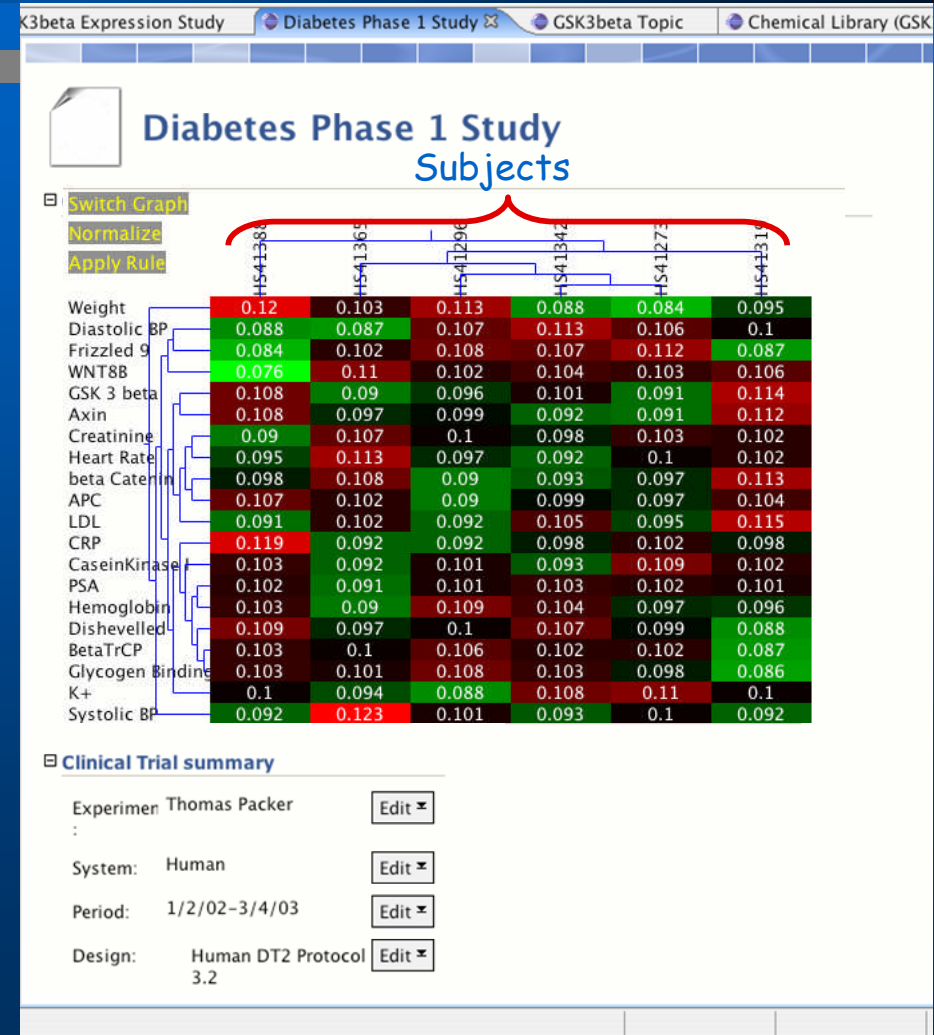 K3beta Expression Study Diabetes Phase 1 Study GSK3beta Topic Chemical Library (GSK
Diabetes Phase 1 Study
Subjects
Switch Graph
Normalize
Apply Rule
HS41388 HS41365 HS41296 HS41342 HS41273 HS41319
Weight 0.12 0.103 0.113 0.088 0.084 0.095
Diastolic BP 0.088 0.087 0.107 0.113 0.106 0.1
Frizzled 9 0.084 0.102 0.108 0.107 0.112 0.087
WNT8B 0.076 0.11 0.102 0.104 0.103 0.106
GSK 3 beta 0.108 0.09 0.096 0.101 0.091 0.114
Axin 0.108 0.097 0.099 0.092 0.091 0.112
Creatinine 0.09 0.107 0.1 0.098 0.103 0.102
Heart Rate 0.095 0.113 0.097 0.092 0.1 0.102
beta Catenin 0.098 0.108 0.09 0.093 0.097 0.113
APC 0.107 0.102 0.09 0.099 0.097 0.104
LDL 0.091 0.102 0.092 0.105 0.095 0.115
CRP 0.119 0.092 0.092 0.098 0.102 0.098
CaseinKinase I 0.103 0.092 0.101 0.093 0.109 0.102
PSA 0.102 0.091 0.101 0.103 0.102 0.101
Hemoglobin 0.103 0.09 0.109 0.104 0.097 0.096
Dishevelled 0.109 0.097 0.1 0.107 0.099 0.088
BetaTrCP 0.103 0.1 0.106 0.102 0.102 0.087
Glycogen Binding 0.103 0.101 0.108 0.103 0.098 0.086
K+ 0.1 0.094 0.088 0.108 0.11 0.1
Systolic BP 0.092 0.123 0.101 0.093 0.1 0.092
Clinical Trial summary
Experimen Thomas Packer Edit
:
System: Human Edit
Period: 1/2/02-3/4/03 Edit
Design: Human DT2 Protocol Edit
3.2